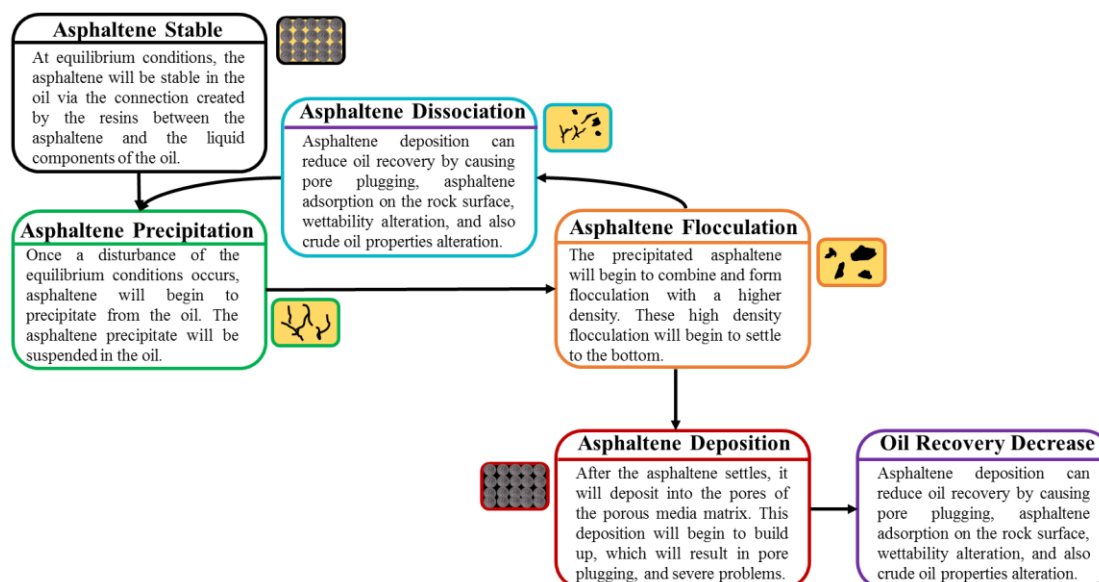 Asphaltene Stable
At equilibrium conditions, the
asphaltene will be stable in the
oil via the connection created
by the resins between the
asphaltene and the liquid
components of the oil.
Asphaltene Dissociation
Asphaltene deposition can
reduce oil recovery by causing
pore plugging, asphaltene
adsorption on the rock surface,
wettability alteration, and also
crude oil properties alteration.
Asphaltene Precipitation
Once a disturbance of the
equilibrium conditions occurs,
asphaltene will begin to
precipitate from the oil. The
asphaltene precipitate will be
suspended in the oil.
Asphaltene Flocculation
The precipitated asphaltene
will begin to combine and form
flocculation with a higher
density. These high density
flocculation will begin to settle
to the bottom.
Asphaltene Deposition
After the asphaltene settles, it
will deposit into the pores of
the porous media matrix. This
deposition will begin to build
up, which will result in pore
plugging, and severe problems.
Oil Recovery Decrease
Asphaltene deposition can
reduce oil recovery by causing
pore plugging, asphaltene
adsorption on the rock surface,
wettability alteration, and also
crude oil properties alteration.